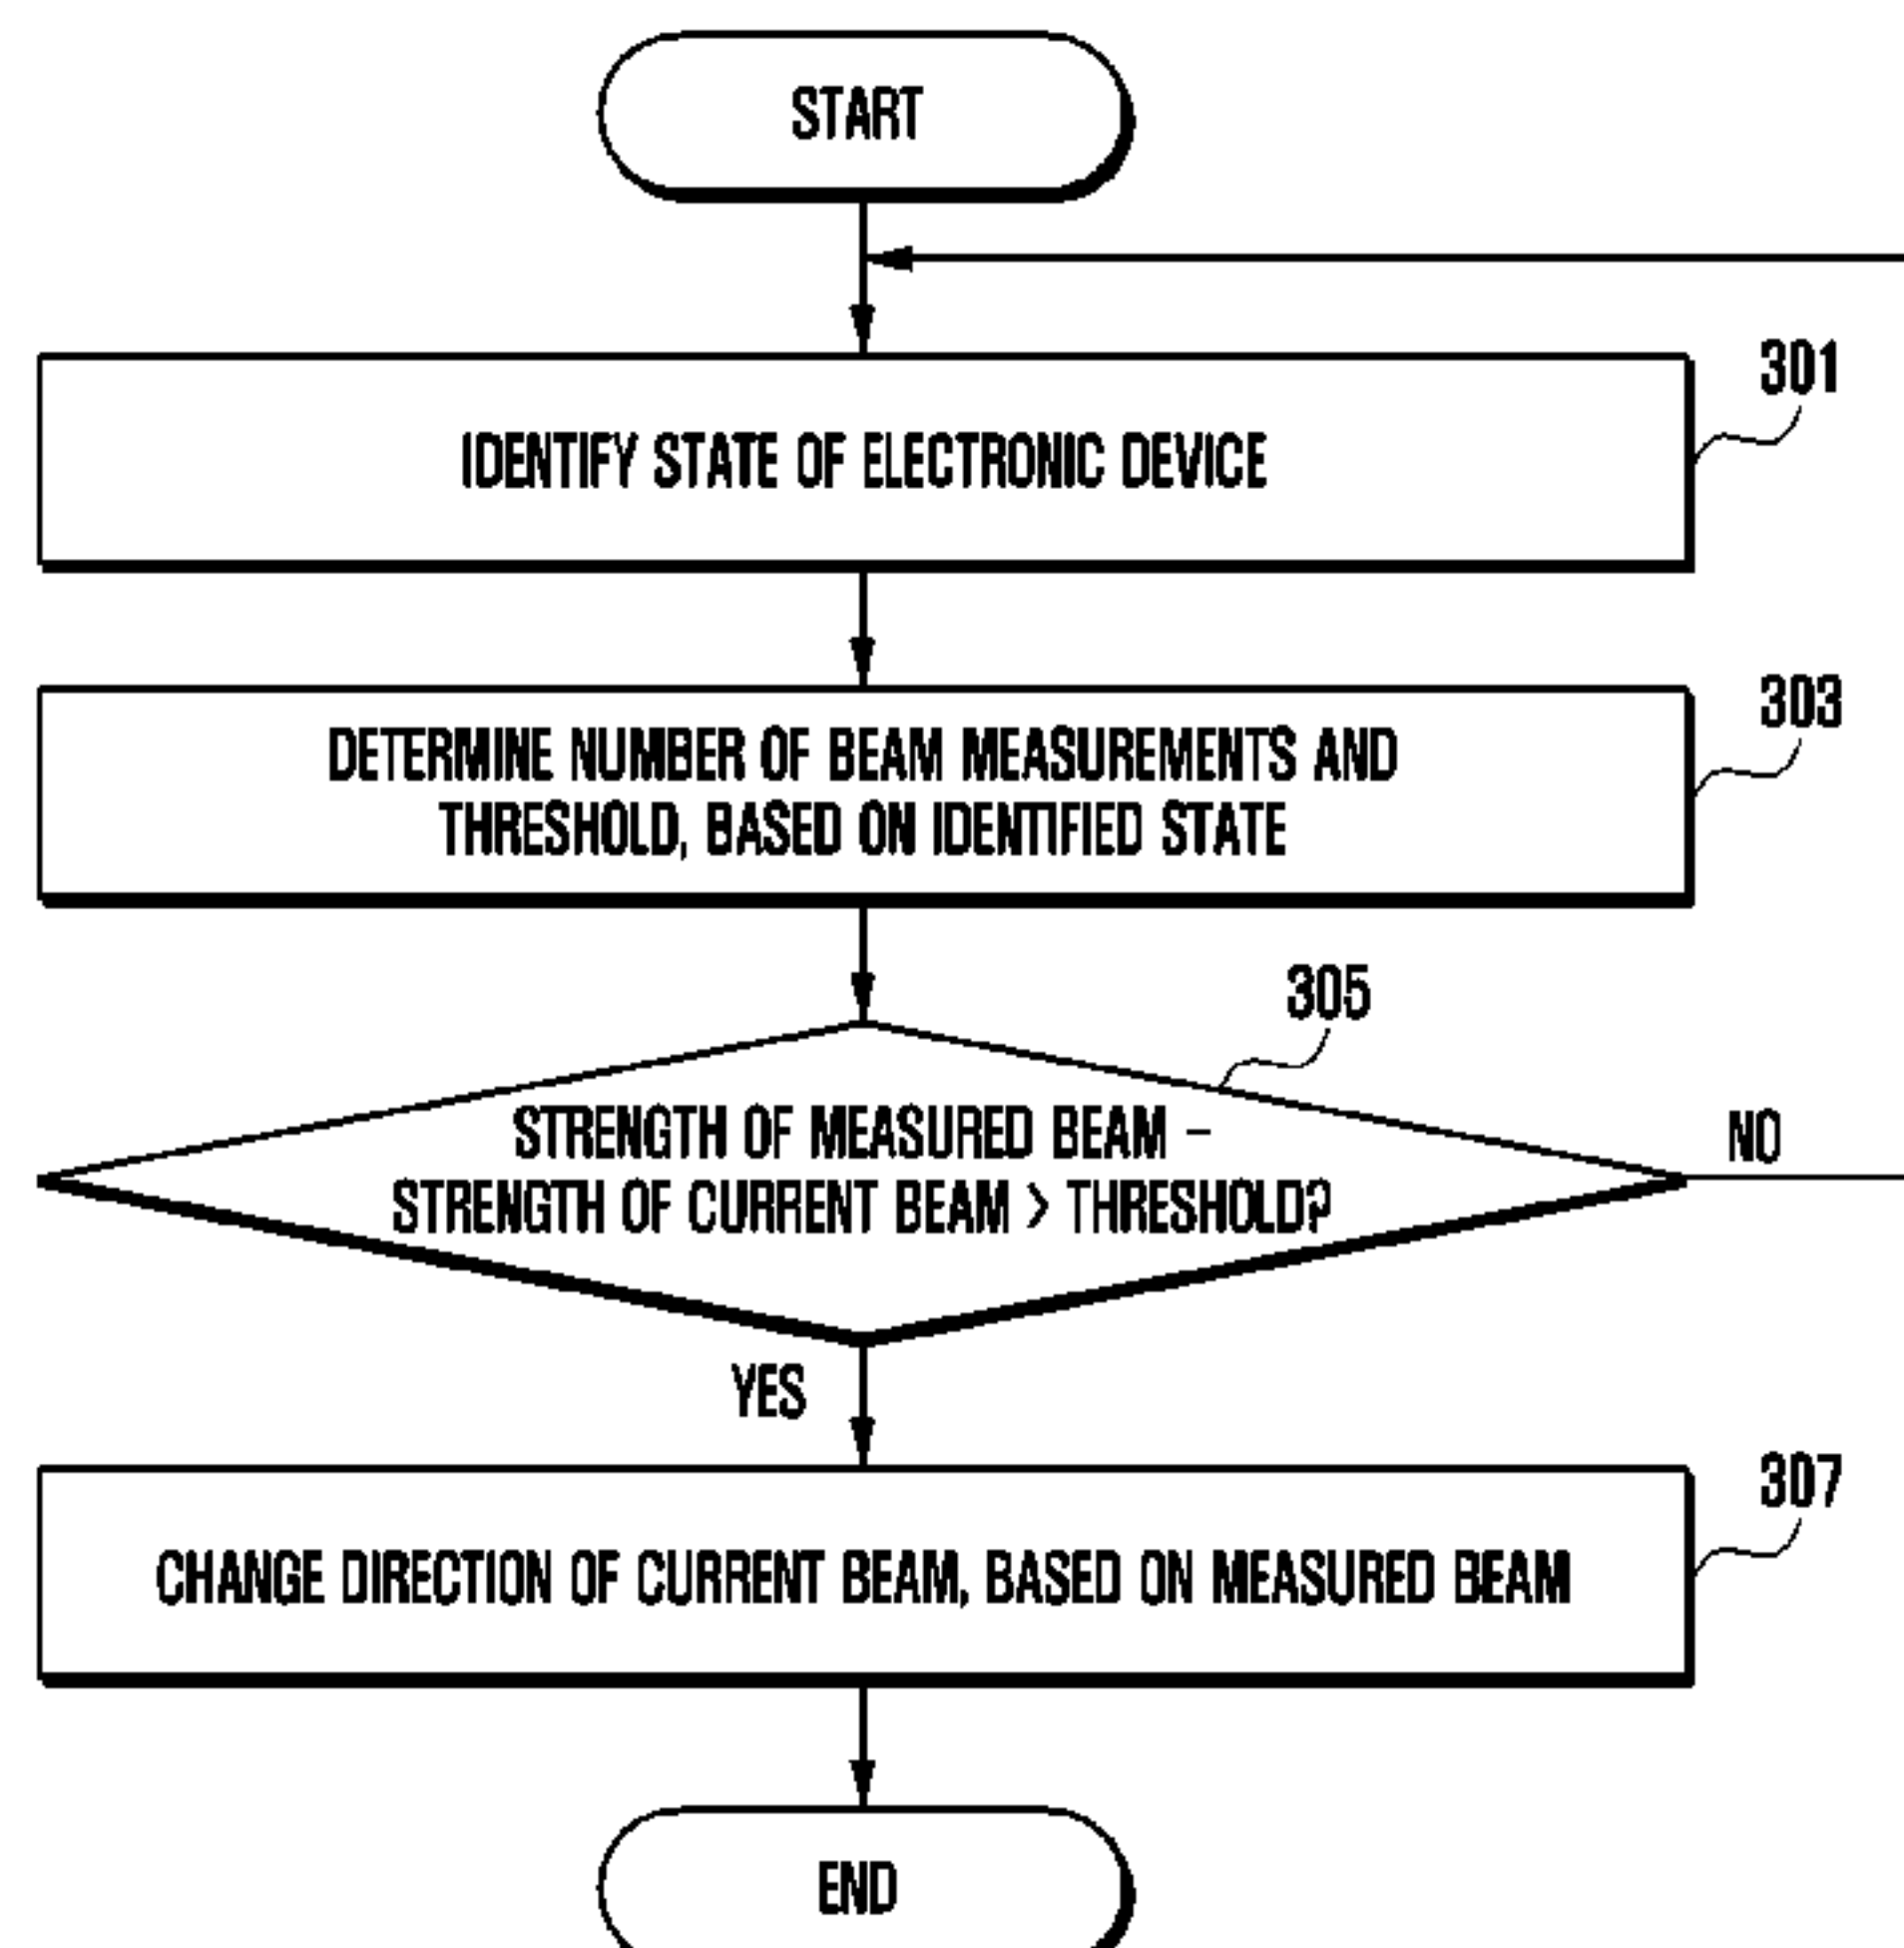 START
301
IDENTIFY STATE OF ELECTRONIC DEVICE
303
DETERMINE NUMBER OF BEAM MEASUREMENTS AND
THRESHOLD, BASED ON IDENTIFIED STATE
305
STRENGTH OF MEASURED BEAM –
STRENGTH OF CURRENT BEAM > THRESHOLD?
NO
YES
307
CHANGE DIRECTION OF CURRENT BEAM, BASED ON MEASURED BEAM
END